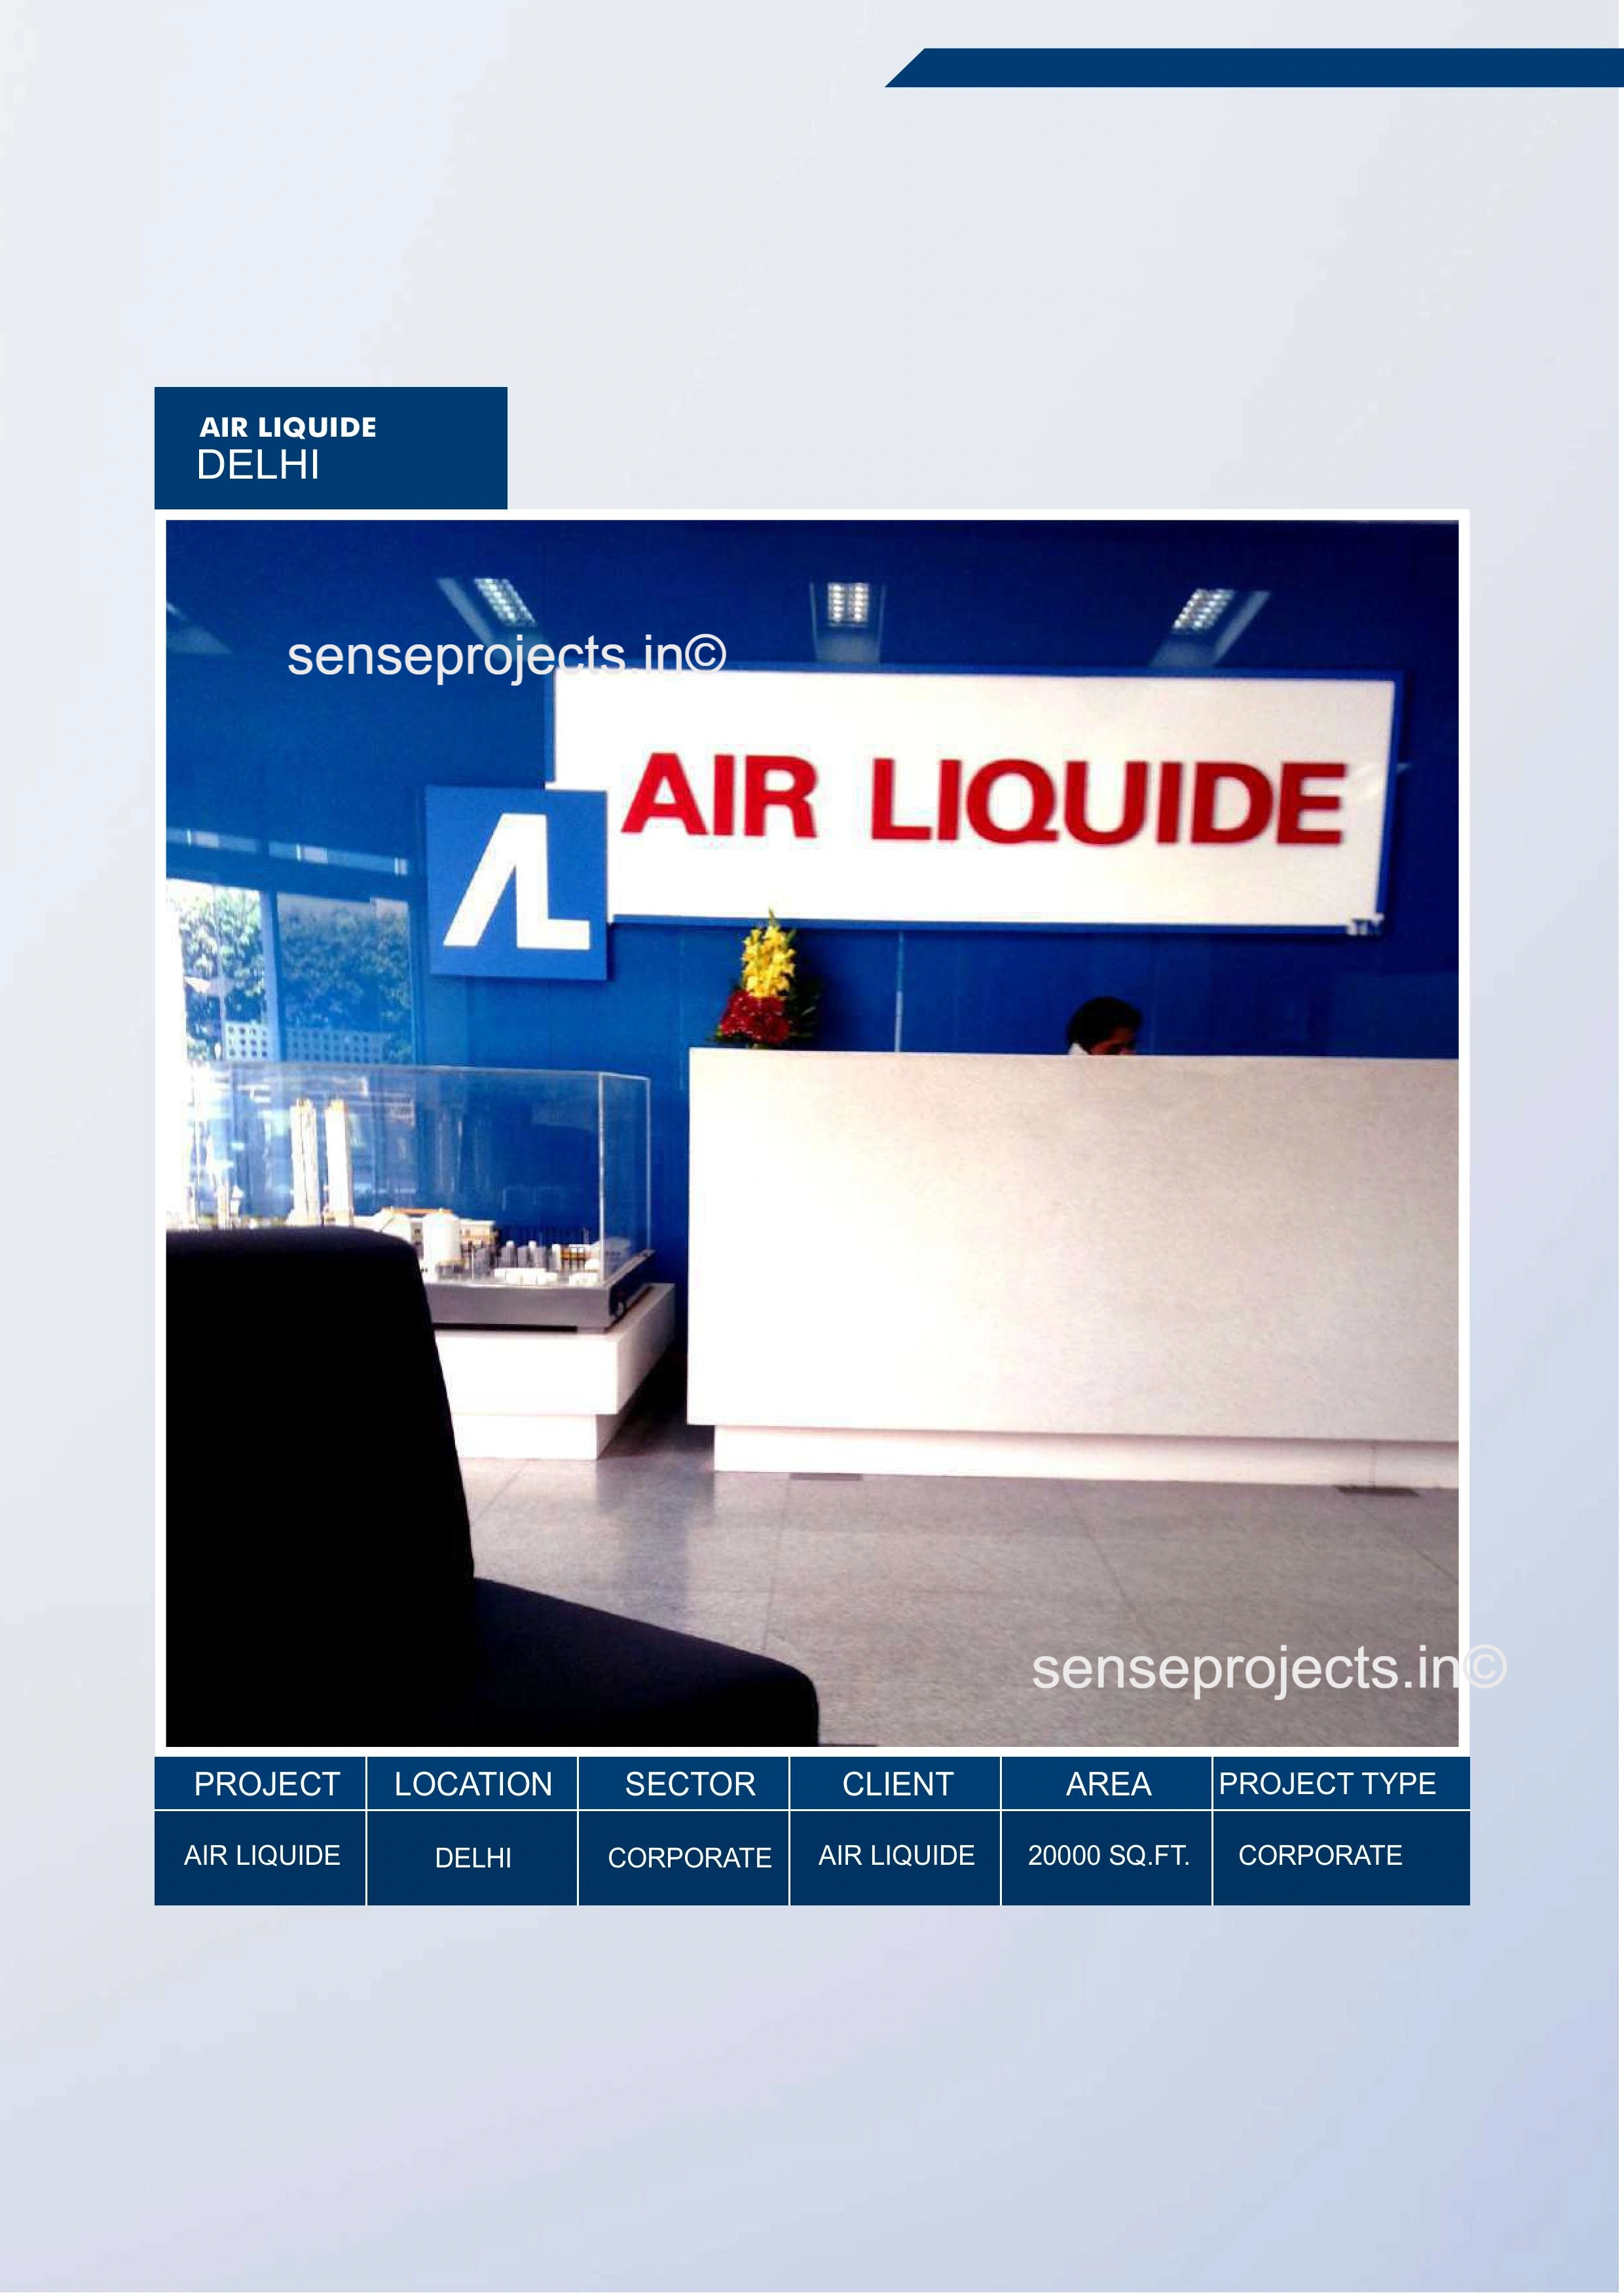 AIR LIQUIDE
DELHI
senseprojects.in©
AIR LIQUIDE
AL
TM
senseprojects.in©
PROJECT LOCATION SECTOR CLIENT AREA PROJECT TYPE
AIR LIQUIDE DELHI CORPORATE AIR LIQUIDE 20000 SQ.FT. CORPORATE